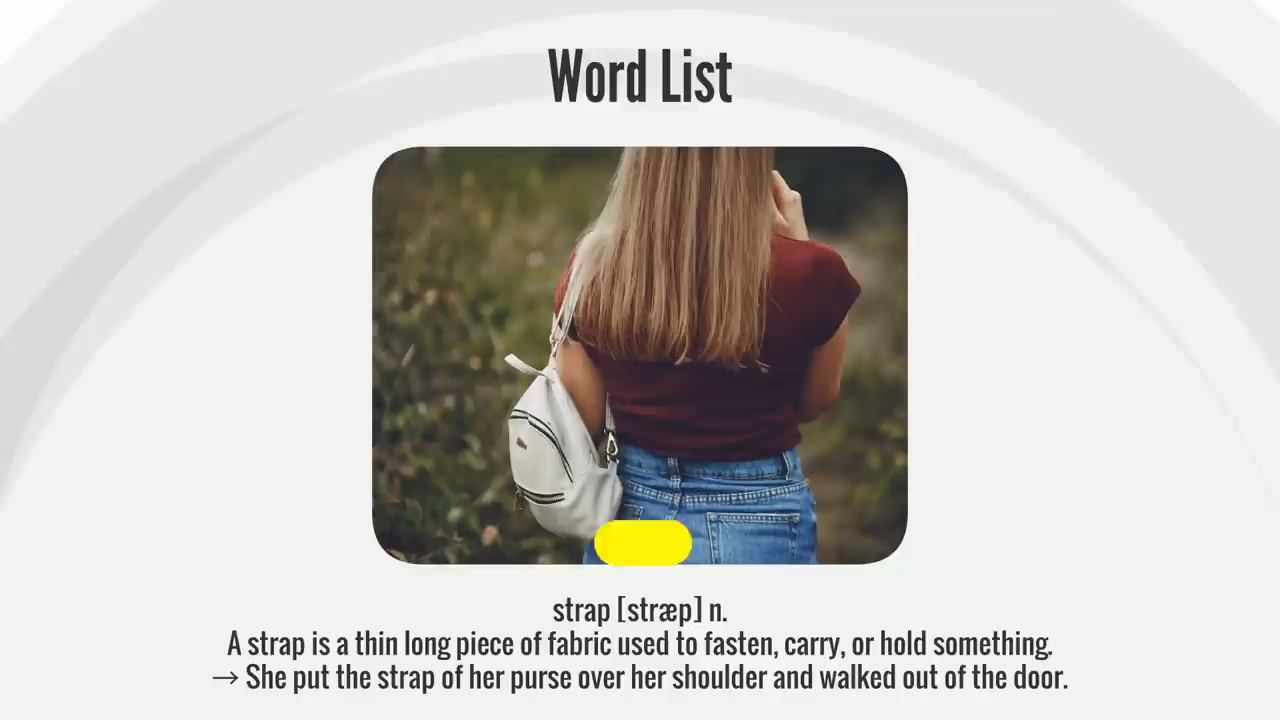 Word List
strap [stræp] n.
A strap is a thin long piece of fabric used to fasten, carry, or hold something.
→ She put the strap of her purse over her shoulder and walked out of the door.